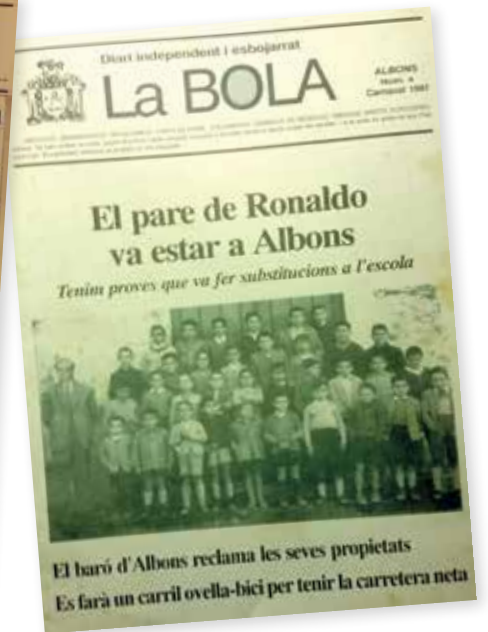 Diari independent i esbojarrat
La BOLA
ALBONS
Núm. 4
Carnaval 1997
El pare de Ronaldo
va estar a Albons
Tenim proves que va fer substitucions a l'escola
El baró d'Albons reclama les seves propietats
Es farà un carril ovella-bici per tenir la carretera neta